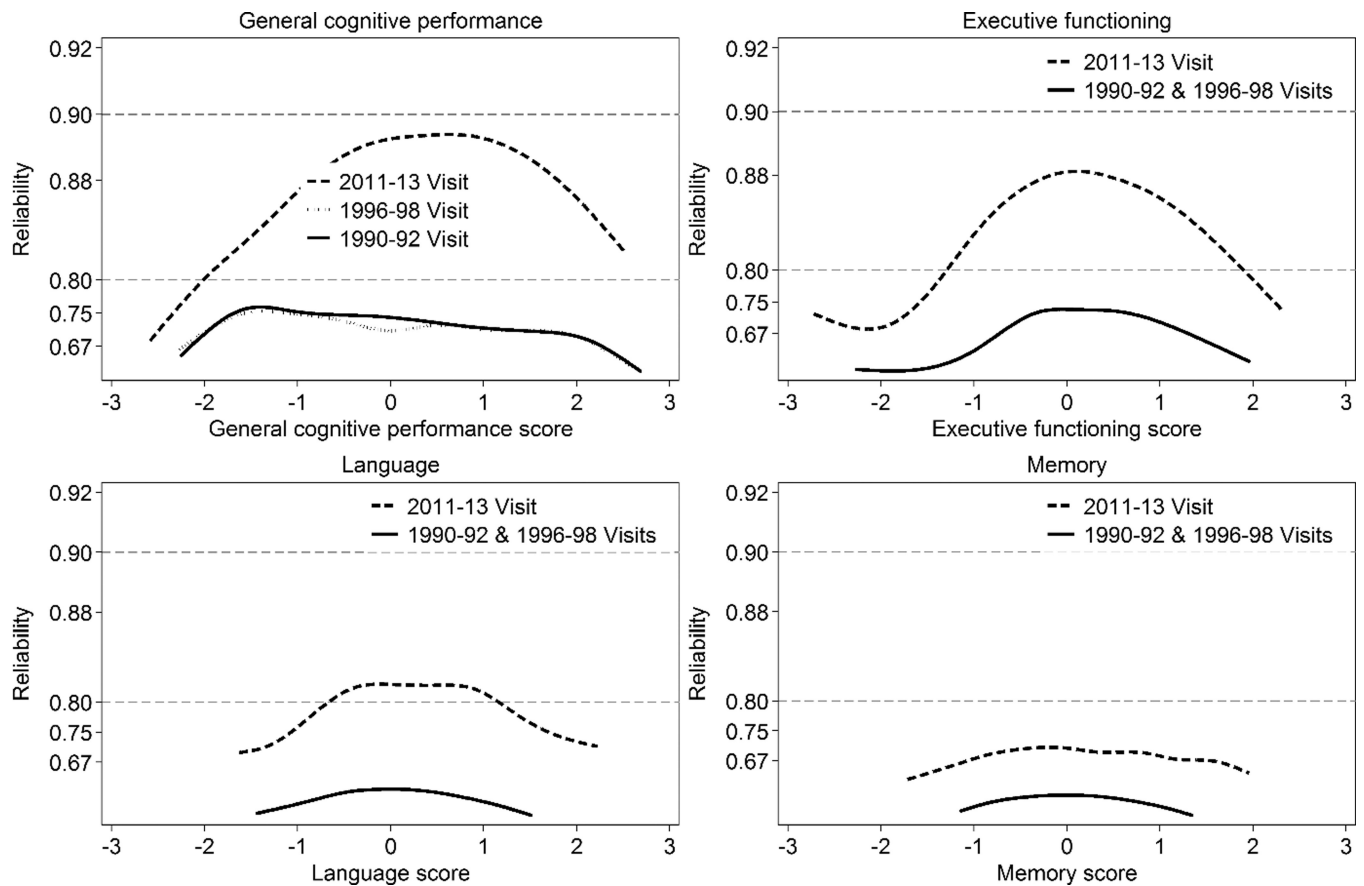 General cognitive performance
0.92
0.90
0.88
0.80
0.75
0.67
Reliability
2011-13 Visit
1996-98 Visit
1990-92 Visit
-3 -2 -1 0 1 2 3
General cognitive performance score
Executive functioning
0.92
0.90
0.88
0.80
0.75
0.67
Reliability
2011-13 Visit
1990-92 & 1996-98 Visits
-3 -2 -1 0 1 2 3
Executive functioning score
Language
0.92
0.90
0.88
0.80
0.75
0.67
Reliability
2011-13 Visit
1990-92 & 1996-98 Visits
-3 -2 -1 0 1 2 3
Language score
Memory
0.92
0.90
0.88
0.80
0.75
0.67
Reliability
2011-13 Visit
1990-92 & 1996-98 Visits
-3 -2 -1 0 1 2 3
Memory score